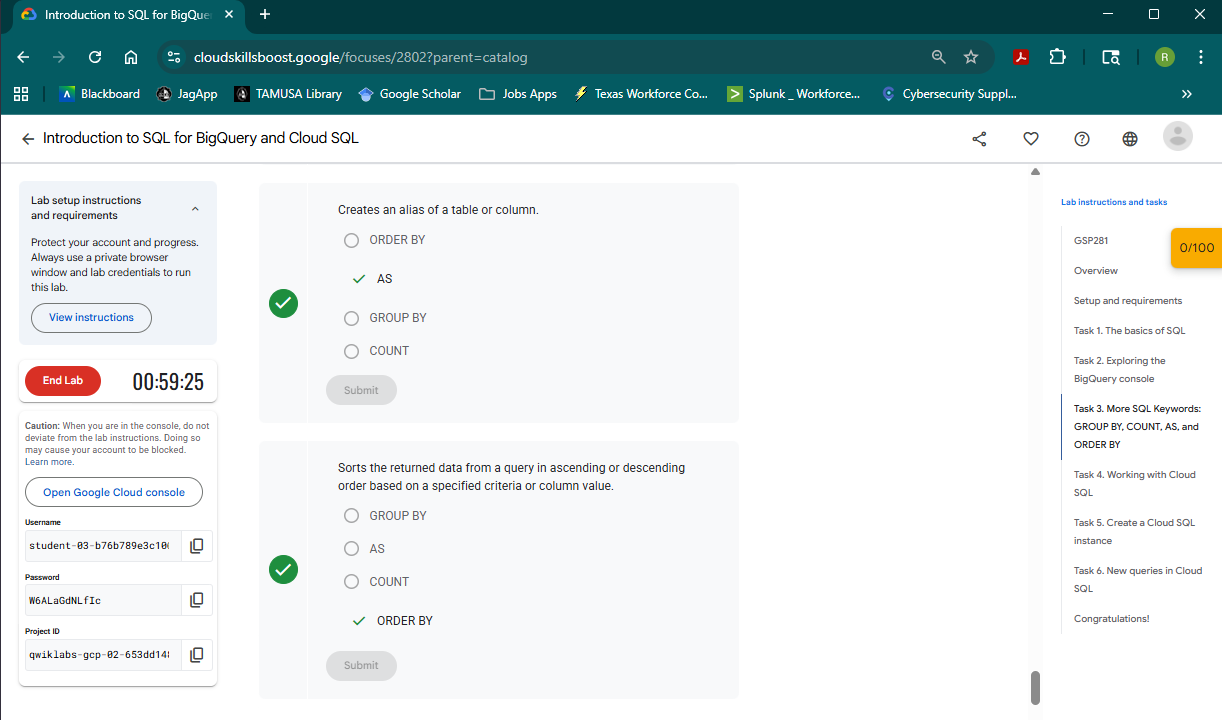 Introduction to SQL for BigQue
cloudskillsboost.google/focuses/2802?parent=catalog
R
Blackboard
JagApp
TAMUSA Library
Google Scholar
Jobs Apps
Texas Workforce Co...
Splunk _ Workforce...
Cybersecurity Suppl...
Introduction to SQL for BigQuery and Cloud SQL
Lab setup instructions
and requirements
Protect your account and progress.
Always use a private browser
window and lab credentials to run
this lab.
View instructions
End Lab
00:59:25
Caution: When you are in the console, do not
deviate from the lab instructions. Doing so
may cause your account to be blocked.
Learn more.
Open Google Cloud console
Username
student-03-b76b789e3c10
Password
W6ALaGdNLfIc
Project ID
qwiklabs-gcp-02-653dd14
Creates an alias of a table or column.
ORDER BY
AS
GROUP BY
COUNT
Submit
Sorts the returned data from a query in ascending or descending
order based on a specified criteria or column value.
GROUP BY
AS
COUNT
ORDER BY
Submit
Lab instructions and tasks
GSP281
0/100
Overview
Setup and requirements
Task 1. The basics of SQL
Task 2. Exploring the
BigQuery console
Task 3. More SQL Keywords:
GROUP BY, COUNT, AS, and
ORDER BY
Task 4. Working with Cloud
SQL
Task 5. Create a Cloud SQL
instance
Task 6. New queries in Cloud
SQL
Congratulations!